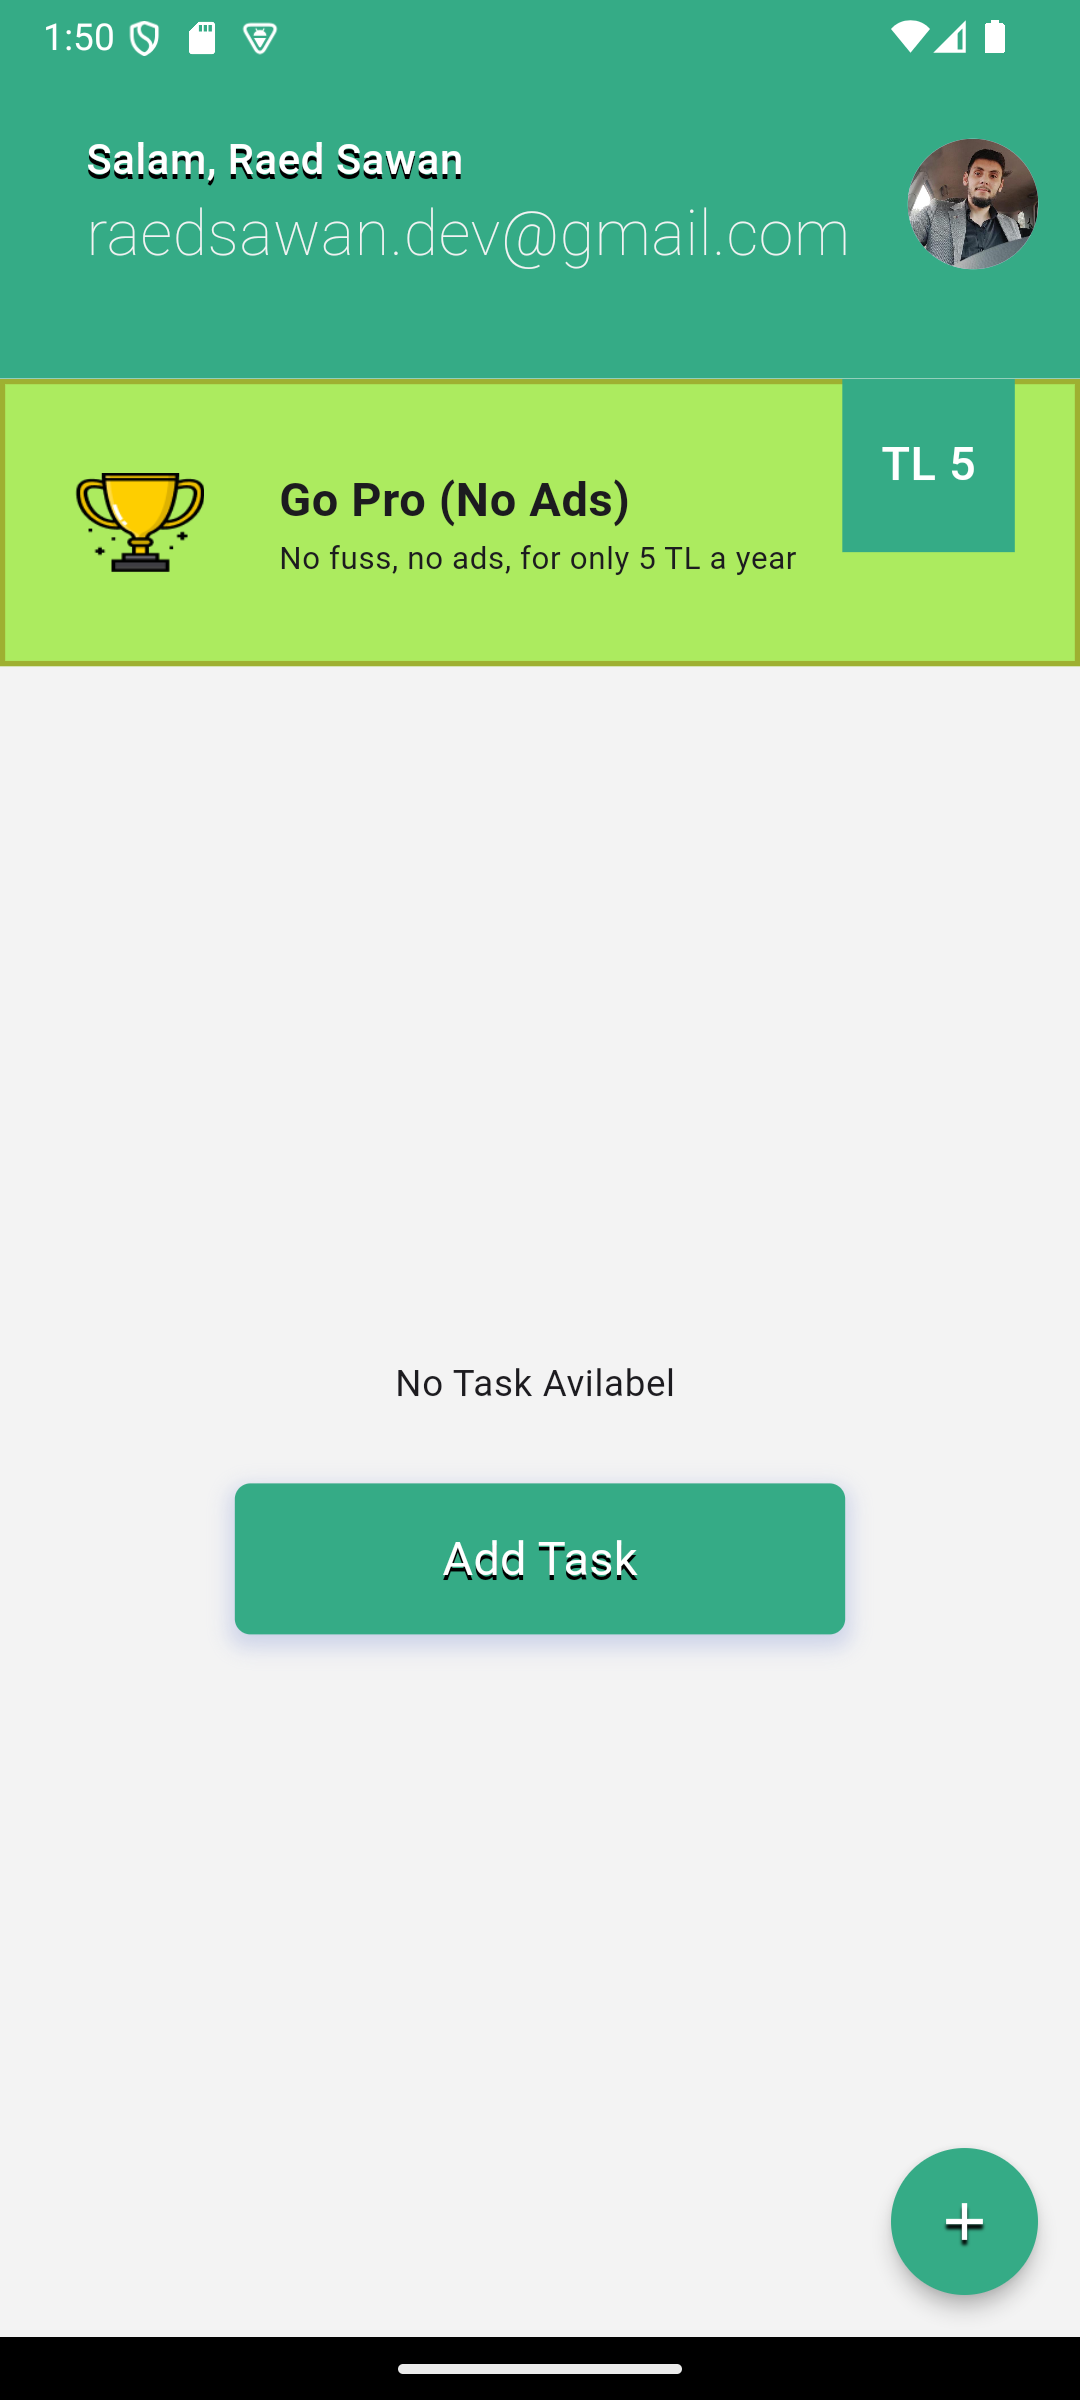 1:50
Salam, Raed Sawan
raedsawan.dev@gmail.com
TL 5
Go Pro (No Ads)
No fuss, no ads, for only 5 TL a year
No Task Avilabel
Add Task
+